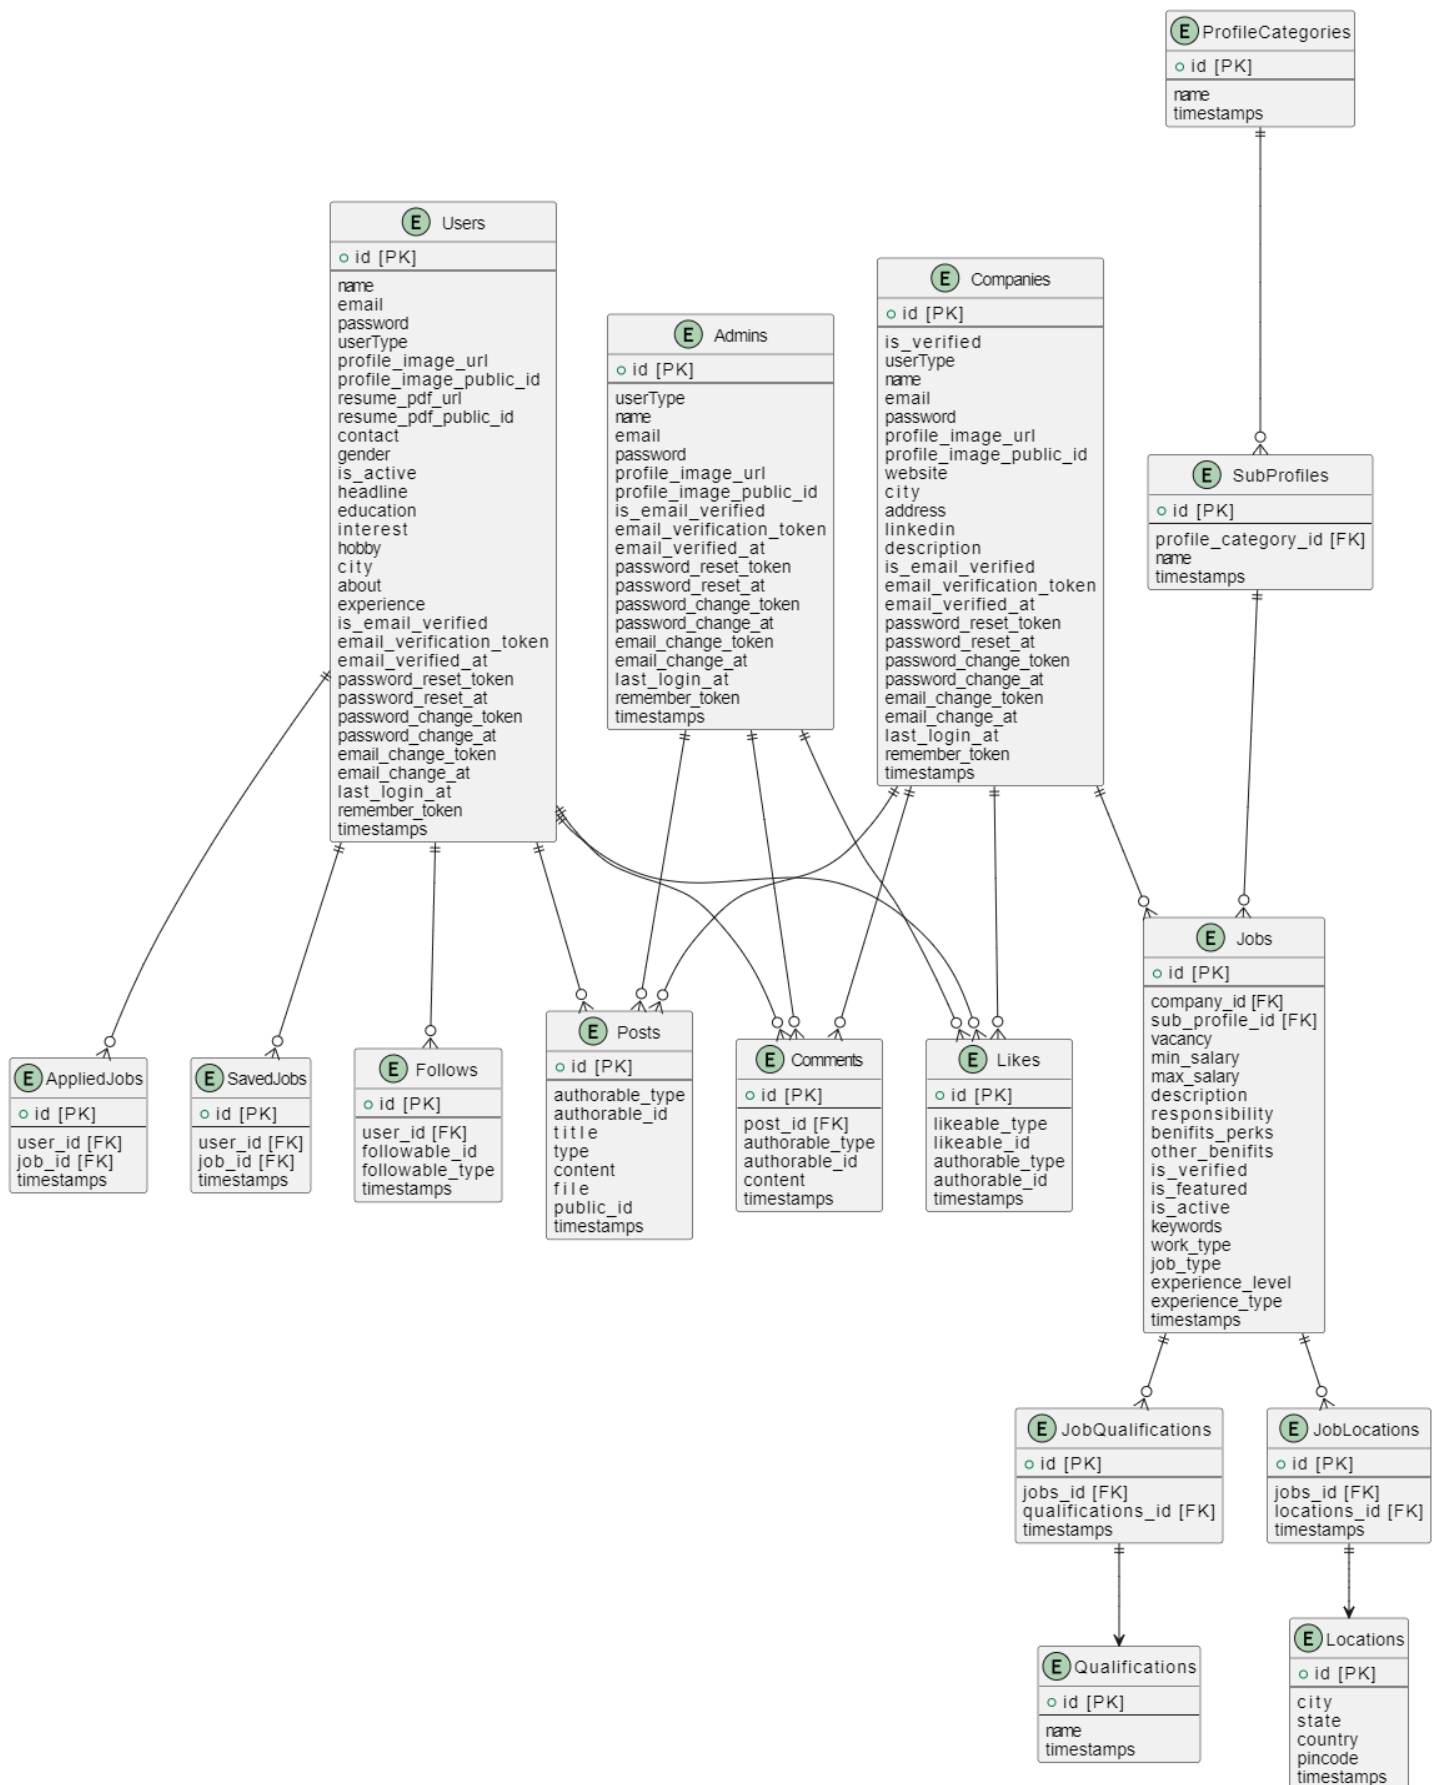 E ProfileCategories
id [PK]
name
timestamps
E Users
id [PK]
name
email
password
userType
profile_image_url
profile_image_public_id
resume_pdf_url
resume_pdf_public_id
contact
gender
is_active
headline
education
interest
hobby
city
about
experience
is_email_verified
email_verification_token
email_verified_at
password_reset_token
password_reset_at
password_change_token
password_change_at
email_change_token
email_change_at
last_login_at
remember_token
timestamps
E Admins
id [PK]
userType
name
email
password
profile_image_url
profile_image_public_id
is_email_verified
email_verification_token
email_verified_at
password_reset_token
password_reset_at
password_change_token
password_change_at
email_change_token
email_change_at
last_login_at
remember_token
timestamps
E Companies
id [PK]
is_verified
userType
name
email
password
profile_image_url
profile_image_public_id
website
city
address
linkedin
description
is_email_verified
email_verification_token
email_verified_at
password_reset_token
password_reset_at
password_change_token
password_change_at
email_change_token
email_change_at
last_login_at
remember_token
timestamps
E SubProfiles
id [PK]
profile_category_id [FK]
name
timestamps
E AppliedJobs
id [PK]
user_id [FK]
job_id [FK]
timestamps
E SavedJobs
id [PK]
user_id [FK]
job_id [FK]
timestamps
E Follows
id [PK]
user_id [FK]
followable_id
followable_type
timestamps
E Posts
id [PK]
authorable_type
authorable_id
title
type
content
file
public_id
timestamps
E Comments
id [PK]
post_id [FK]
authorable_type
authorable_id
content
timestamps
E Likes
id [PK]
likeable_type
likeable_id
authorable_type
authorable_id
timestamps
E Jobs
id [PK]
company_id [FK]
sub_profile_id [FK]
vacancy
min_salary
max_salary
description
responsibility
benifits_perks
other_benifits
is_verified
is_featured
is_active
keywords
work_type
job_type
experience_level
experience_type
timestamps
E JobQualifications
id [PK]
jobs_id [FK]
qualifications_id [FK]
timestamps
E JobLocations
id [PK]
jobs_id [FK]
locations_id [FK]
timestamps
E Qualifications
id [PK]
name
timestamps
E Locations
id [PK]
city
state
country
pincode
timestamps